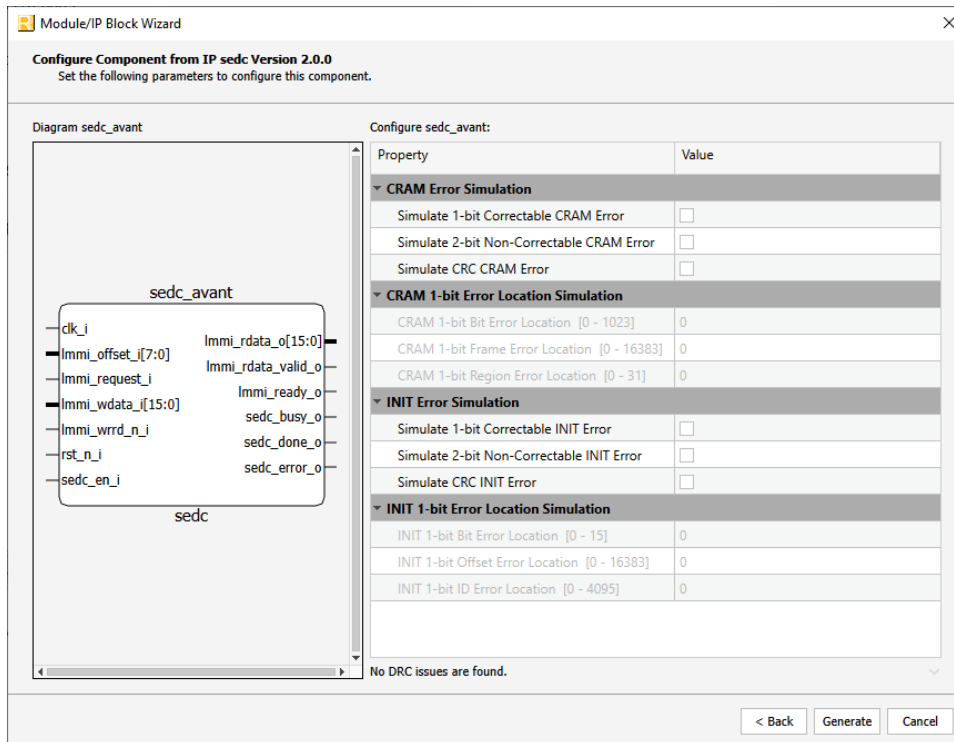 Module/IP Block Wizard
Configure Component from IP sedc Version 2.0.0
Set the following parameters to configure this component.
Diagram sedc_avant
sedc_avant
clk_i
lmmi_offset_i[7:0]
lmmi_request_i
lmmi_wdata_i[15:0]
lmmi_wrrd_n_i
rst_n_i
sedc_en_i
lmmi_rdata_o[15:0]
lmmi_rdata_valid_o
lmmi_ready_o
sedc_busy_o
sedc_done_o
sedc_error_o
sedc
Configure sedc_avant:
Property Value
CRAM Error Simulation
Simulate 1-bit Correctable CRAM Error
Simulate 2-bit Non-Correctable CRAM Error
Simulate CRC CRAM Error
CRAM 1-bit Error Location Simulation
CRAM 1-bit Bit Error Location [0 - 1023] 0
CRAM 1-bit Frame Error Location [0 - 16383] 0
CRAM 1-bit Region Error Location [0 - 31] 0
INIT Error Simulation
Simulate 1-bit Correctable INIT Error
Simulate 2-bit Non-Correctable INIT Error
Simulate CRC INIT Error
INIT 1-bit Error Location Simulation
INIT 1-bit Bit Error Location [0 - 15] 0
INIT 1-bit Offset Error Location [0 - 16383] 0
INIT 1-bit ID Error Location [0 - 4095] 0
No DRC issues are found.
< Back Generate Cancel